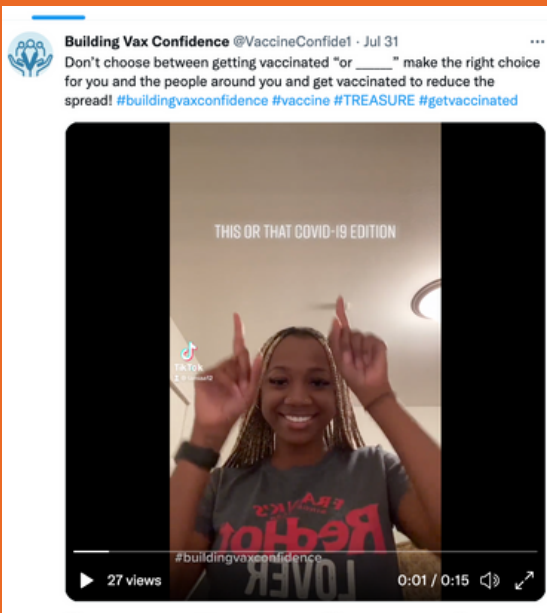 Building Vax Confidence @VaccineConfide1 · Jul 31 ...
Don't choose between getting vaccinated "or _____" make the right choice
for you and the people around you and get vaccinated to reduce the
spread! #buildingvaxconfidence #vaccine #TREASURE #getvaccinated
THIS OR THAT COVID-19 EDITION
TikTok
FRANK'S
RedHot
LOVER
#buildingvaxconfidence
27 views
0:01 / 0:15